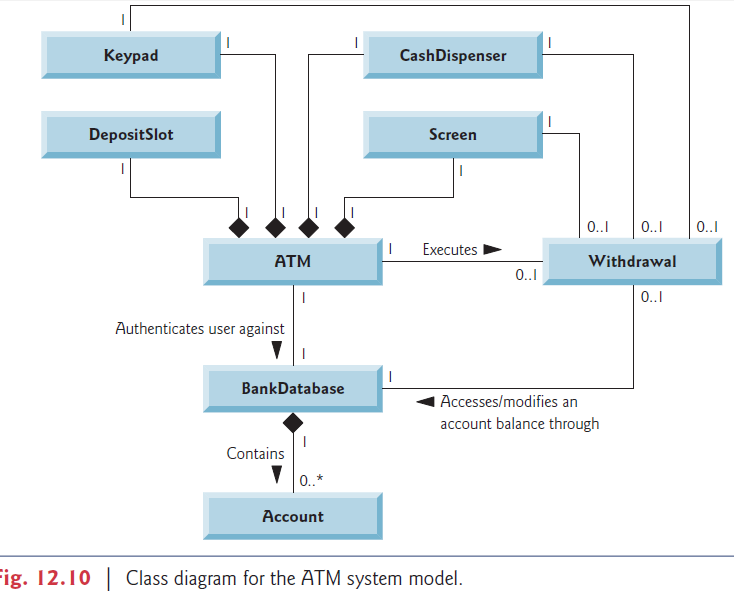 1
Keypad
1
1
CashDispenser
1
DepositSlot
Screen
1
1
1
1
1
1
1
0..1
0..1
0..1
ATM
1
Executes
0..1
Withdrawal
1
0..1
Authenticates user against
1
BankDatabase
1
Accesses/modifies an
account balance through
1
Contains
0..*
Account
Fig. 12.10 | Class diagram for the ATM system model.